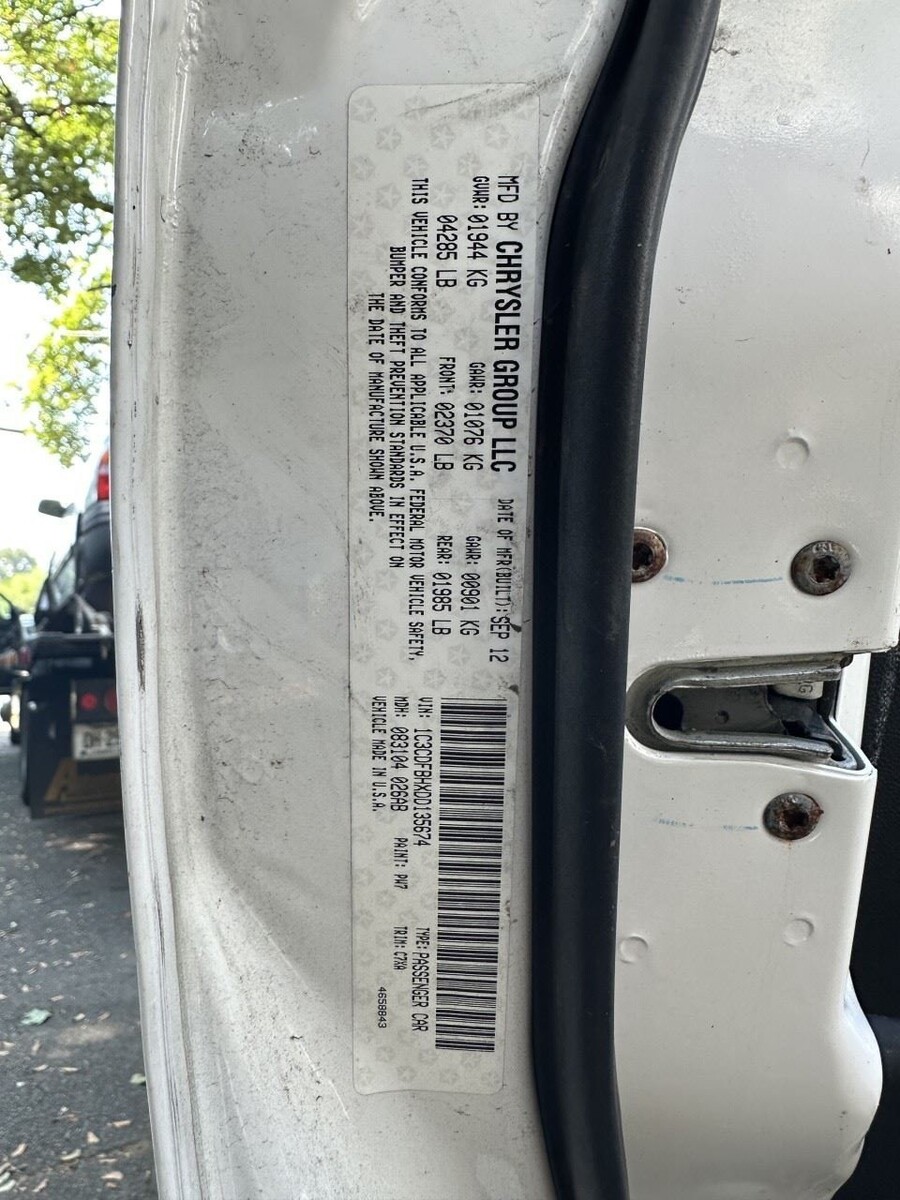 MFD BY CHRYSLER GROUP LLC DATE OF MFR(BUILT): SEP 12
GVWR: 01944 KG GAWR: 01076 KG GAWR: 00901 KG
04285 LB FRONT: 02370 LB REAR: 01985 LB
THIS VEHICLE CONFORMS TO ALL APPLICABLE U.S.A. FEDERAL MOTOR VEHICLE SAFETY,
BUMPER AND THEFT PREVENTION STANDARDS IN EFFECT ON
THE DATE OF MANUFACTURE SHOWN ABOVE.
VIN: 1C3CDFBHXDD135674 TYPE: PASSENGER CAR
MDH: 083104 026AB PAINT: PW7 TRIM: C7XA
VEHICLE MADE IN U.S.A. 4658843